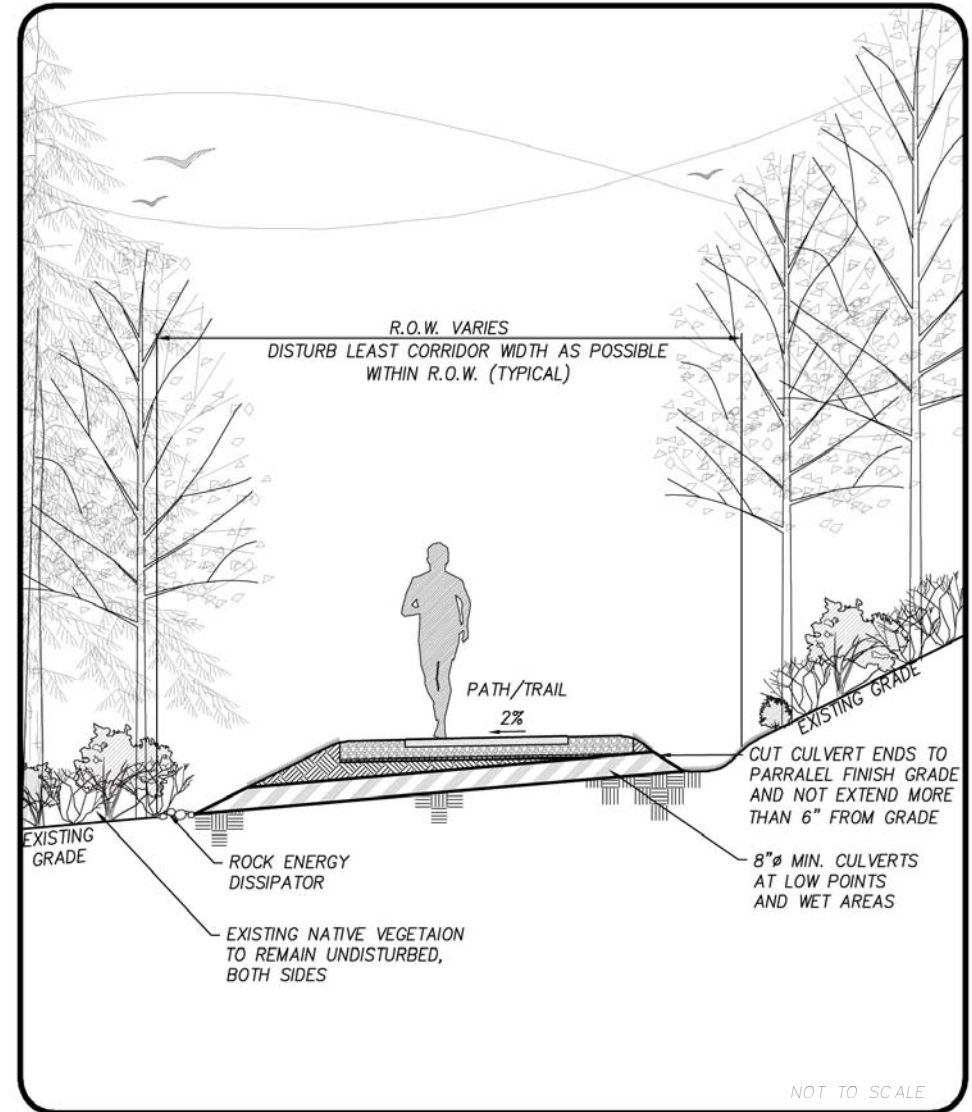 R.O.W. VARIES
DISTURB LEAST CORRIDOR WIDTH AS POSSIBLE
WITHIN R.O.W. (TYPICAL)
PATH/TRAIL
2%
EXISTING GRADE
CUT CULVERT ENDS TO
PARRALEL FINISH GRADE
AND NOT EXTEND MORE
THAN 6" FROM GRADE
8"ø MIN. CULVERTS
AT LOW POINTS
AND WET AREAS
EXISTING
GRADE
ROCK ENERGY
DISSIPATOR
EXISTING NATIVE VEGETAION
TO REMAIN UNDISTURBED,
BOTH SIDES
NOT TO SCALE